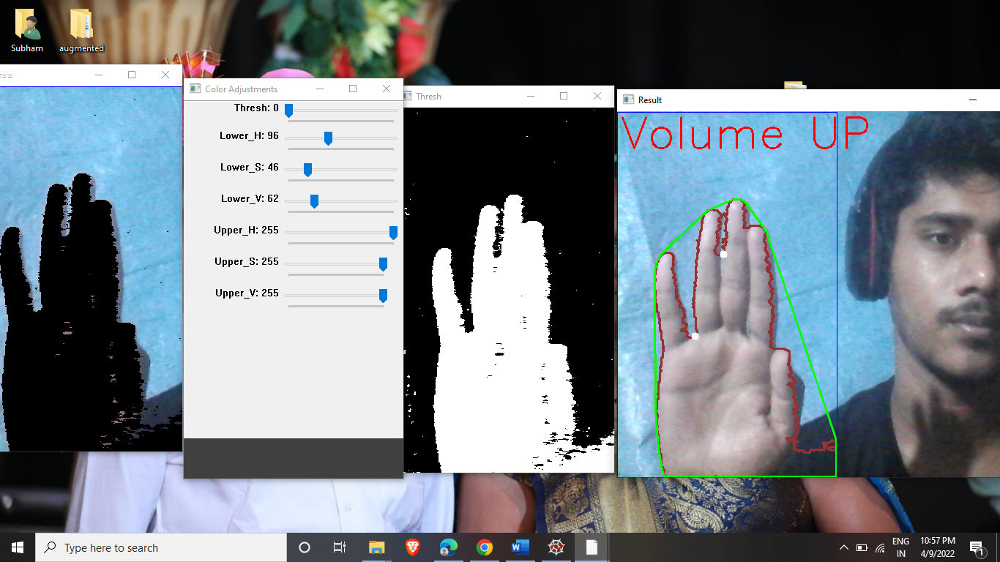 Subham
augmented
==
Color Adjustments
Thresh: 0
Lower_H: 96
Lower_S: 46
Lower_V: 62
Upper_H: 255
Upper_S: 255
Upper_V: 255
Thresh
Result
Volume UP
Type here to search
ENG
IN
10:57 PM
4/9/2022
1